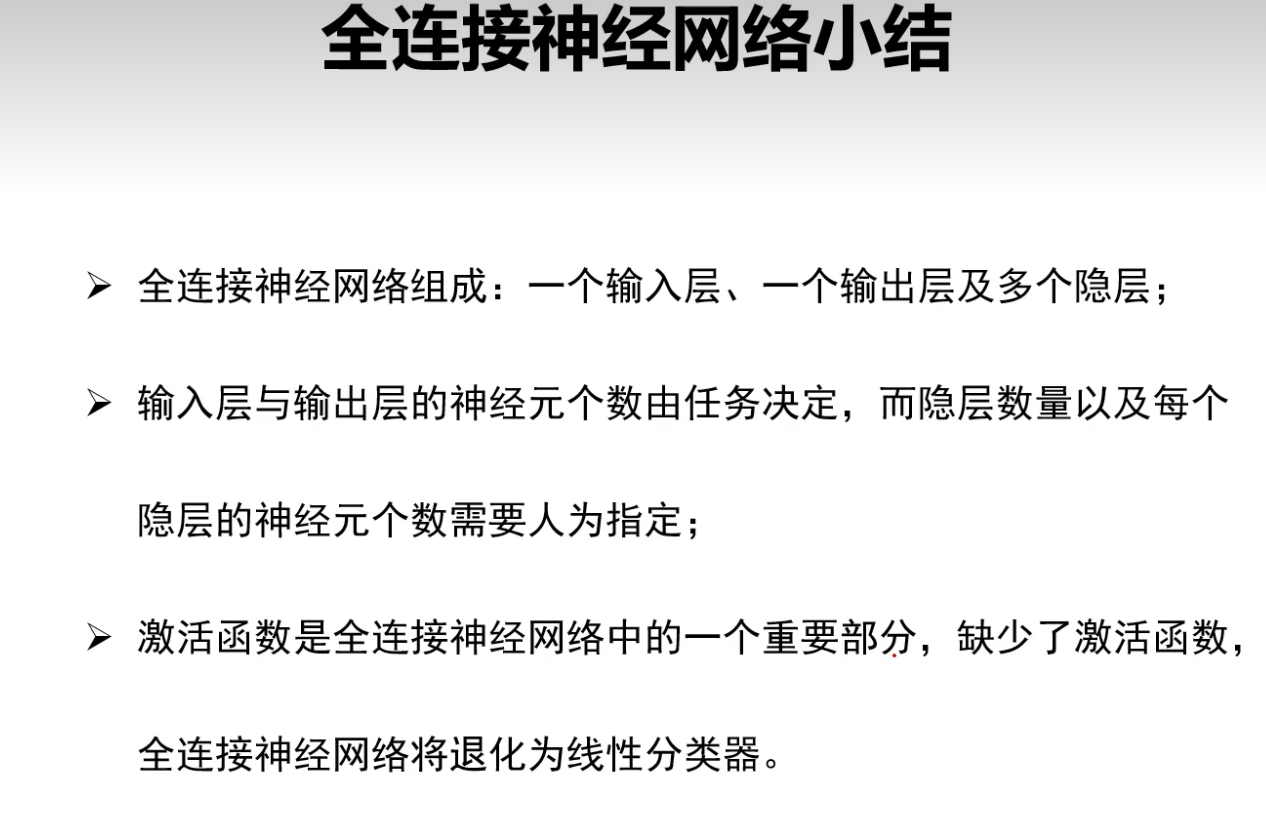 全连接神经网络小结
➢ 全连接神经网络组成：一个输入层、一个输出层及多个隐层；
➢ 输入层与输出层的神经元个数由任务决定，而隐层数量以及每个
隐层的神经元个数需要人为指定；
➢ 激活函数是全连接神经网络中的一个重要部分，缺少了激活函数，
全连接神经网络将退化为线性分类器。